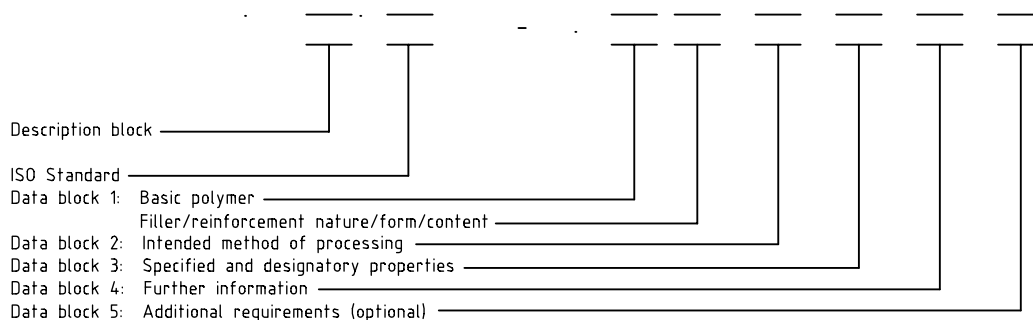 Description block
ISO Standard
Data block 1: Basic polymer
Filler/reinforcement nature/form/content
Data block 2: Intended method of processing
Data block 3: Specified and designatory properties
Data block 4: Further information
Data block 5: Additional requirements (optional)